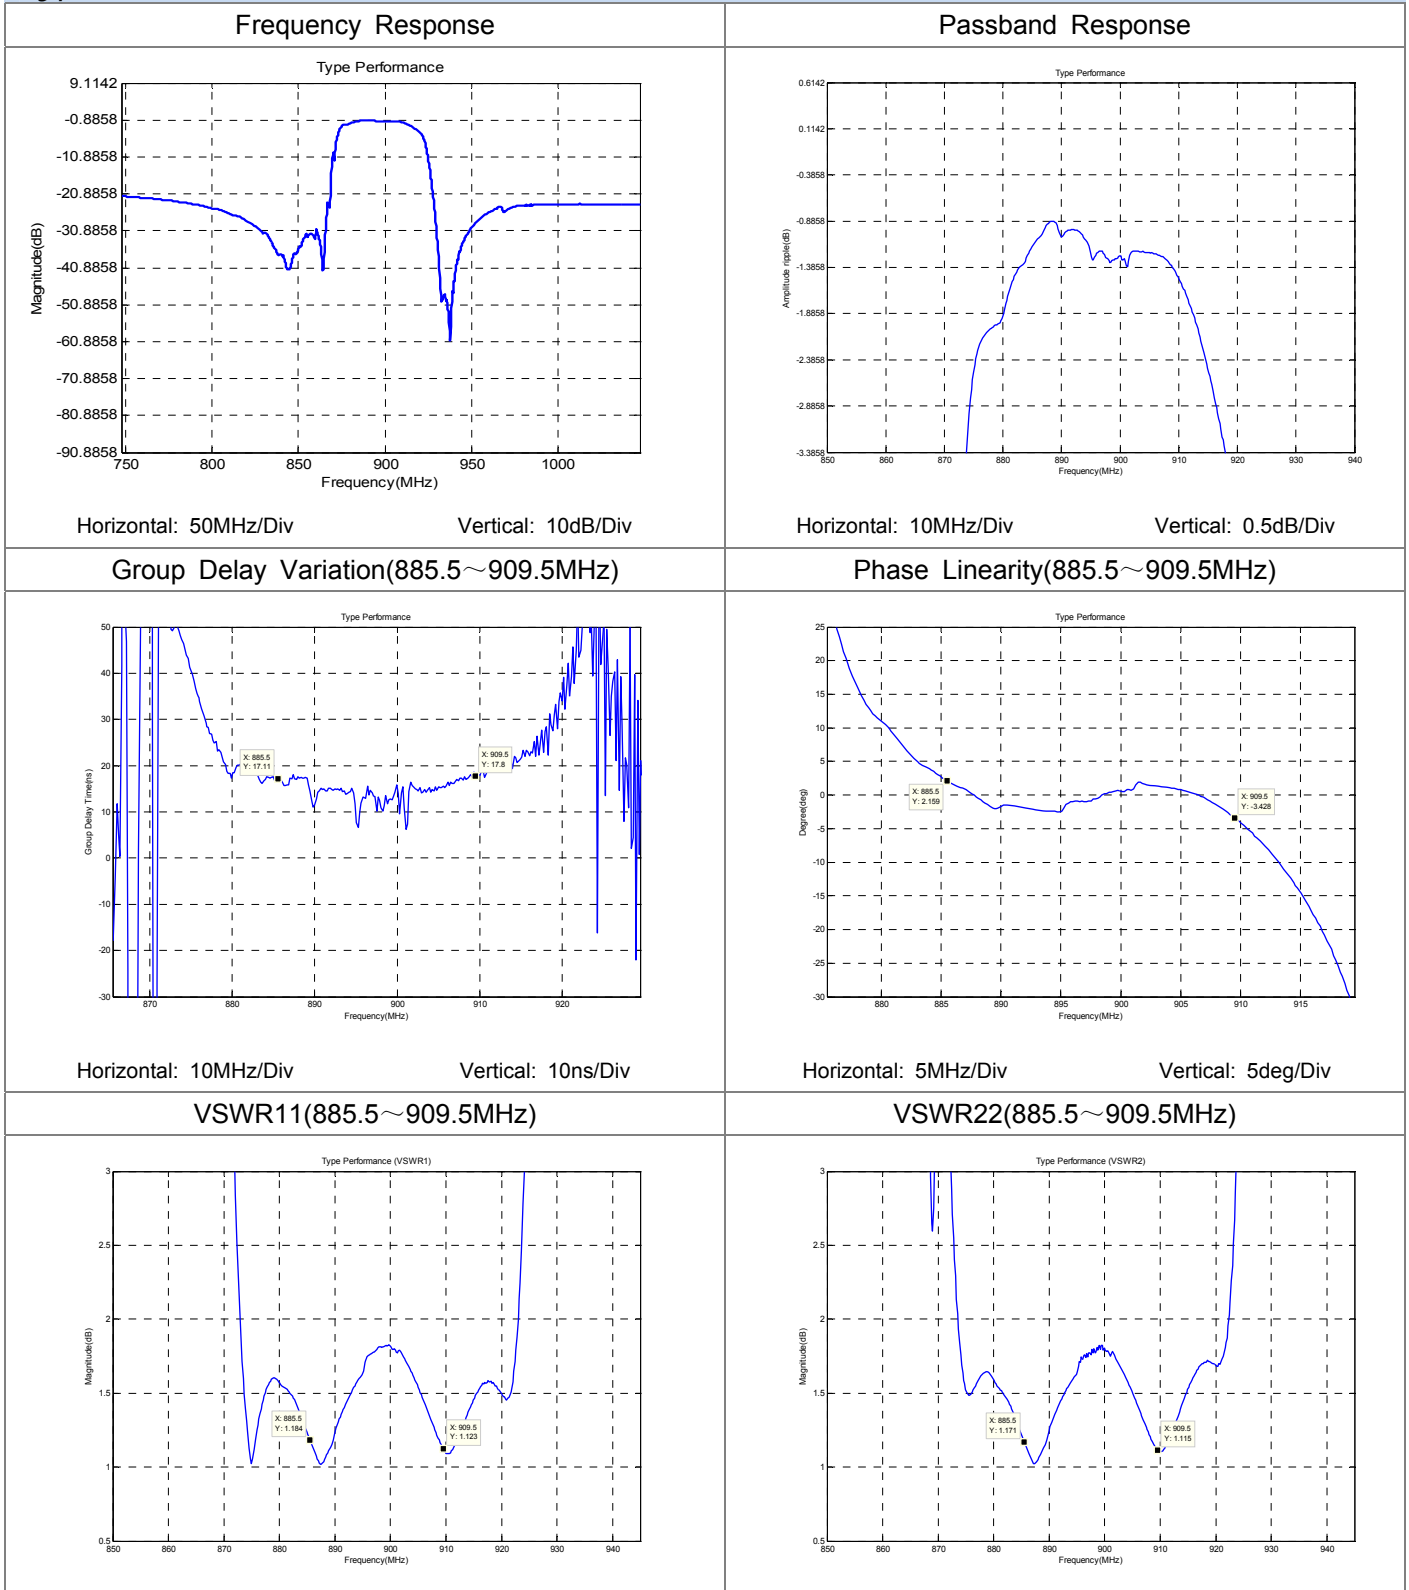 Frequency Response
Type Performance
9.1142
-0.8858
-10.8858
-20.8858
-30.8858
-40.8858
-50.8858
-60.8858
-70.8858
-80.8858
-90.8858
Magnitude(dB)
750 800 850 900 950 1000
Frequency(MHz)
Horizontal: 50MHz/Div Vertical: 10dB/Div
Passband Response
Type Performance
0.6142
0.1142
-0.3858
-0.8858
-1.3858
-1.8858
-2.3858
-2.8858
-3.3858
Amplitude ripple(dB)
850 860 870 880 890 900 910 920 930 940
Frequency(MHz)
Horizontal: 10MHz/Div Vertical: 0.5dB/Div
Group Delay Variation(885.5～909.5MHz)
Type Performance
50
40
30
20
10
0
-10
-20
-30
Group Delay Time(ns)
X: 885.5
Y: 17.11
X: 909.5
Y: 17.8
870 880 890 900 910 920
Frequency(MHz)
Horizontal: 10MHz/Div Vertical: 10ns/Div
Phase Linearity(885.5～909.5MHz)
Type Performance
25
20
15
10
5
0
-5
-10
-15
-20
-25
-30
Degree(deg)
X: 885.5
Y: 2.159
X: 909.5
Y: -3.428
880 885 890 895 900 905 910 915
Frequency(MHz)
Horizontal: 5MHz/Div Vertical: 5deg/Div
VSWR11(885.5～909.5MHz)
Type Performance (VSWR1)
3
2.5
2
1.5
1
0.5
Magnitude(dB)
X: 885.5
Y: 1.184
X: 909.5
Y: 1.123
850 860 870 880 890 900 910 920 930 940
Frequency(MHz)
VSWR22(885.5～909.5MHz)
Type Performance (VSWR2)
3
2.5
2
1.5
1
0.5
Magnitude(dB)
X: 885.5
Y: 1.171
X: 909.5
Y: 1.115
850 860 870 880 890 900 910 920 930 940
Frequency(MHz)